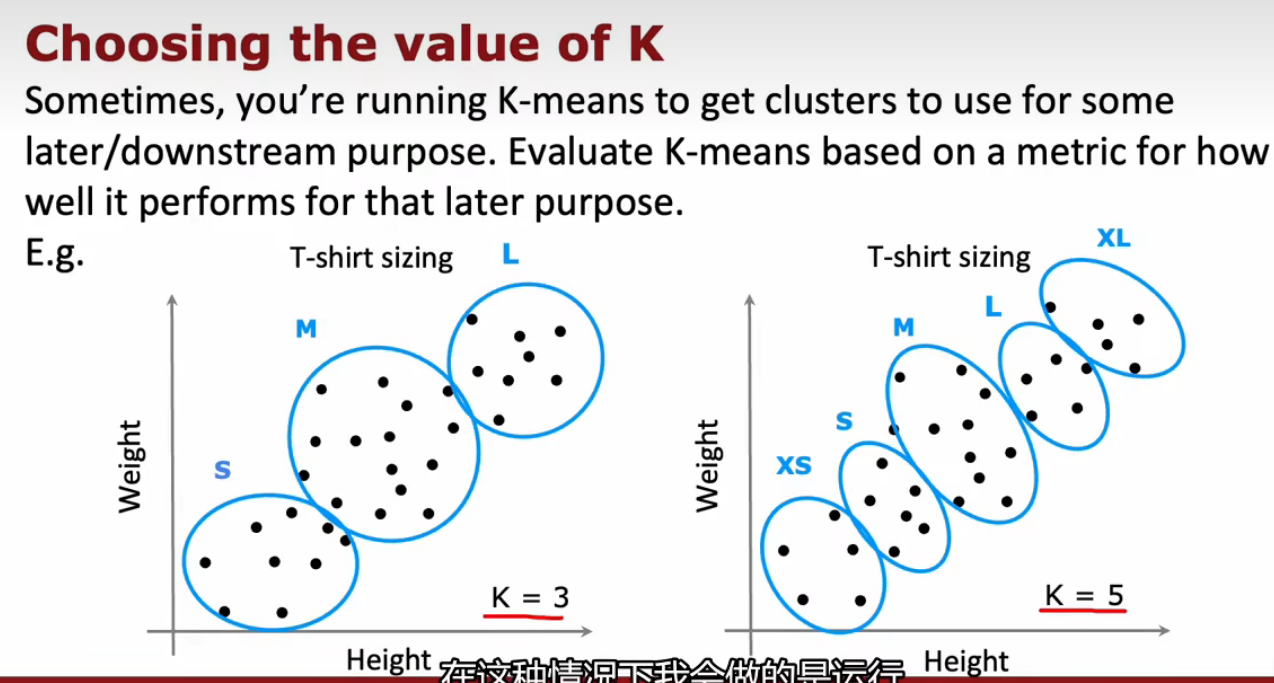 Choosing the value of K
Sometimes, you're running K-means to get clusters to use for some
later/downstream purpose. Evaluate K-means based on a metric for how
well it performs for that later purpose.
E.g.
T-shirt sizing
L
M
S
Weight
Height
K = 3
T-shirt sizing
XL
L
M
S
XS
Weight
Height
K = 5
在这种情况下我会做的是运行